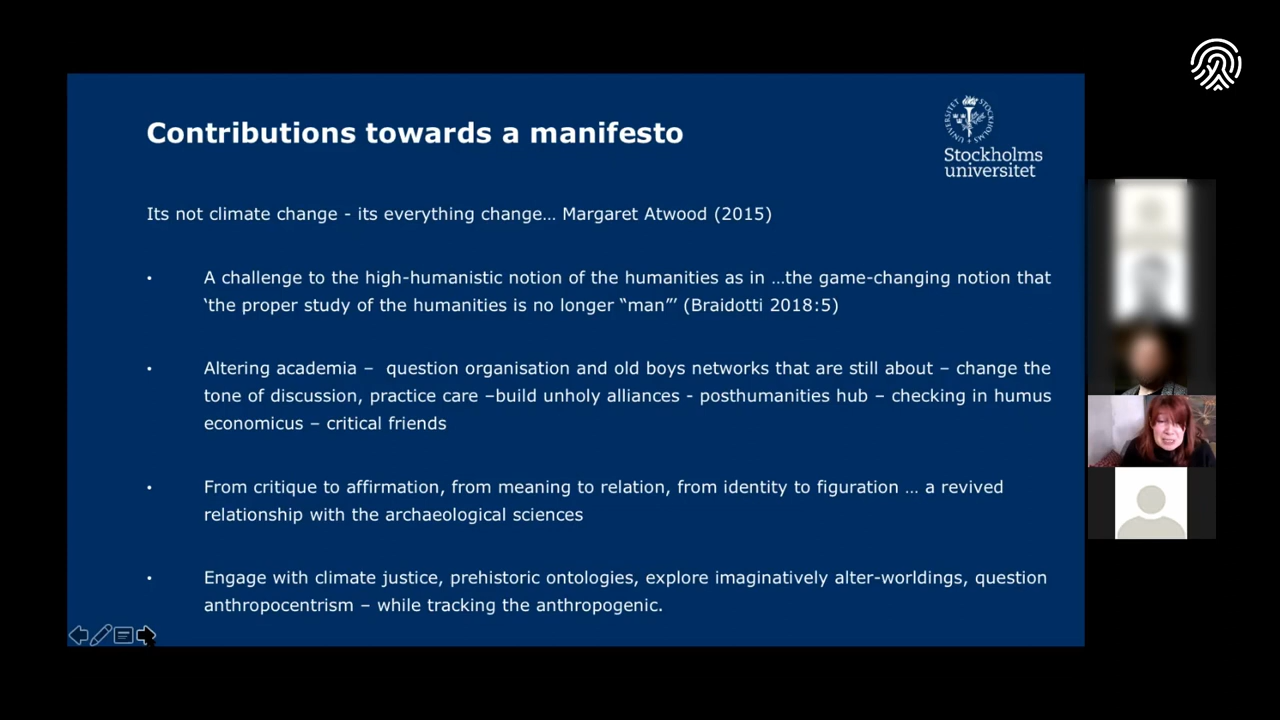 Contributions towards a manifesto
Stockholms
universitet
Its not climate change - its everything change… Margaret Atwood (2015)
• A challenge to the high-humanistic notion of the humanities as in …the game-changing notion that
‘the proper study of the humanities is no longer “man”’ (Braidotti 2018:5)
• Altering academia – question organisation and old boys networks that are still about – change the
tone of discussion, practice care –build unholy alliances - posthumanities hub – checking in humus
economicus – critical friends
• From critique to affirmation, from meaning to relation, from identity to figuration … a revived
relationship with the archaeological sciences
• Engage with climate justice, prehistoric ontologies, explore imaginatively alter-worldings, question
anthropocentrism – while tracking the anthropogenic.